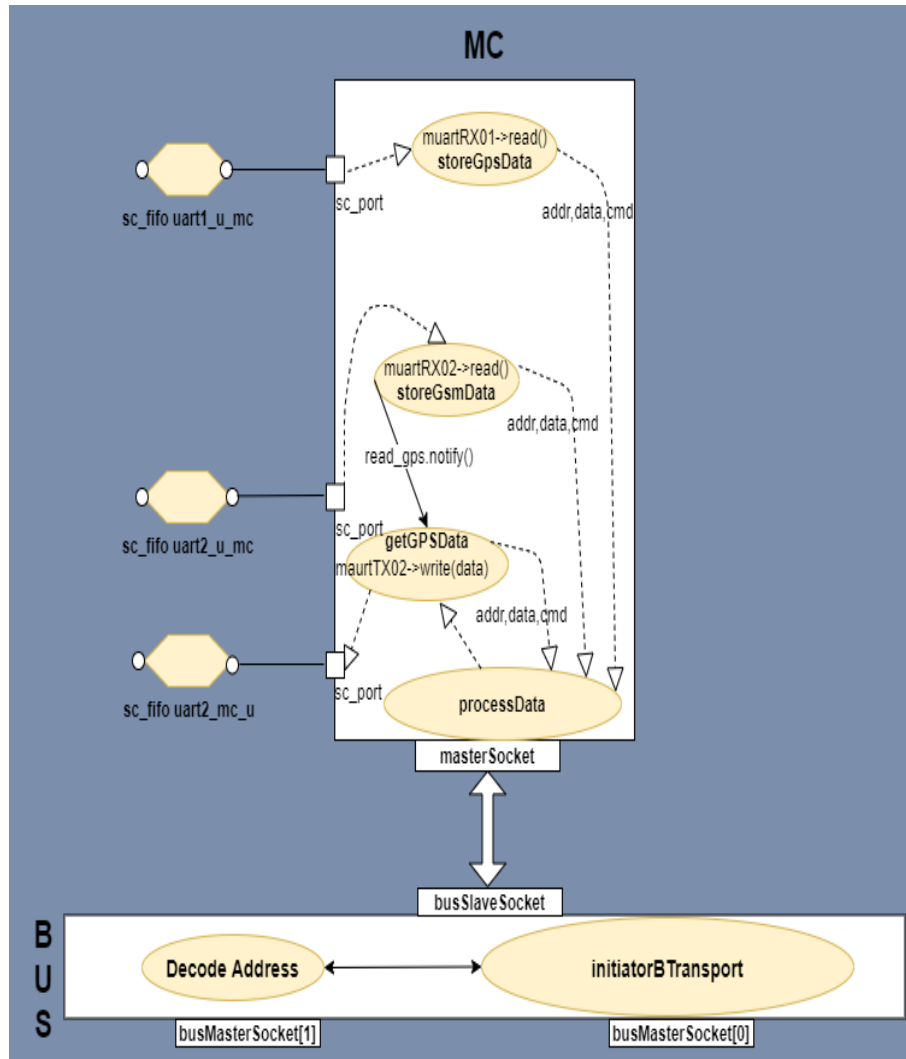 MC
muartRX01->read()
storeGpsData
sc_port
sc_fifo uart1_u_mc
addr,data,cmd
muartRX02->read()
storeGsmData
addr,data,cmd
read_gps.notify()
sc_port
sc_fifo uart2_u_mc
getGPSData
maurtTX02->write(data)
addr,data,cmd
sc_port
sc_fifo uart2_mc_u
processData
masterSocket
busSlaveSocket
B
U
S
Decode Address
initiatorBTransport
busMasterSocket[1]
busMasterSocket[0]